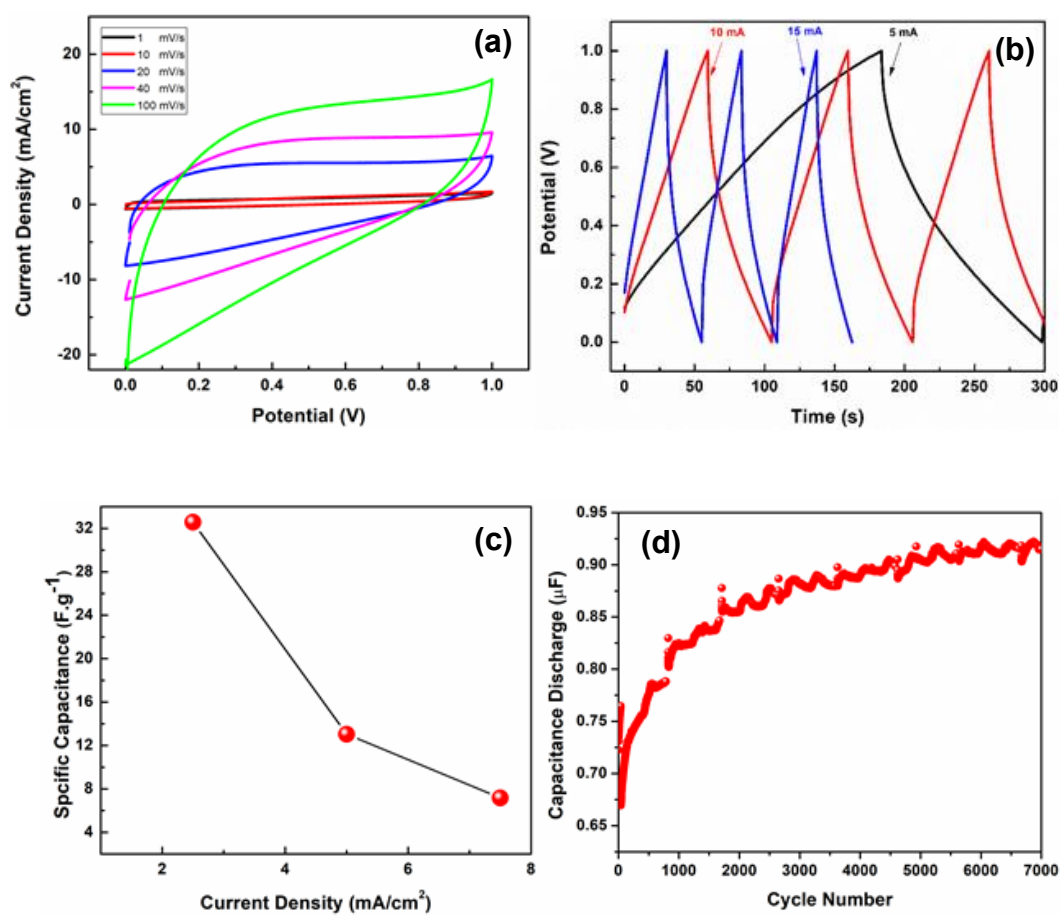 (a)
1 mV/s
10 mV/s
20 mV/s
40 mV/s
100 mV/s
Current Density (mA/cm²)
20
10
0
-10
-20
0.0 0.2 0.4 0.6 0.8 1.0
Potential (V)
(b)
10 mA
15 mA
5 mA
Potential (V)
1.0
0.8
0.6
0.4
0.2
0.0
0 50 100 150 200 250 300
Time (s)
(c)
Spcific Capacitance (F.g⁻¹)
32
28
24
20
16
12
8
4
2 4 6 8
Current Density (mA/cm²)
(d)
Capacitance Discharge (µF)
0.95
0.90
0.85
0.80
0.75
0.70
0.65
0 1000 2000 3000 4000 5000 6000 7000
Cycle Number